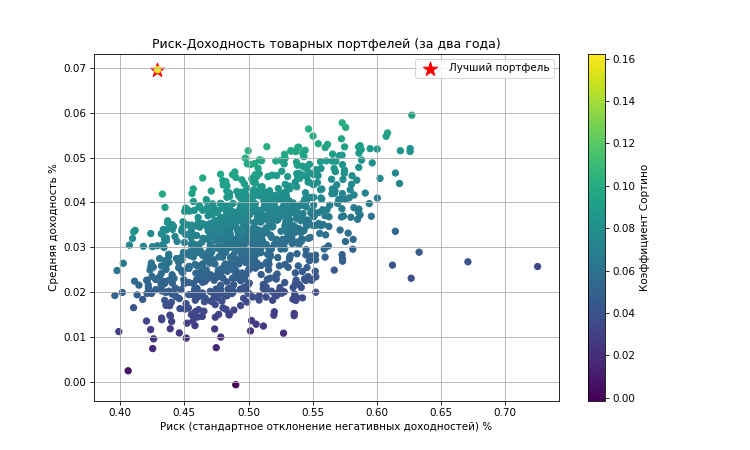 Риск-Доходность товарных портфелей (за два года)
Лучший портфель
Средняя доходность %
0.07
0.06
0.05
0.04
0.03
0.02
0.01
0.00
0.40 0.45 0.50 0.55 0.60 0.65 0.70
Риск (стандартное отклонение негативных доходностей) %
0.16
0.14
0.12
0.10
0.08
0.06
0.04
0.02
0.00
Коэффициент Сортино